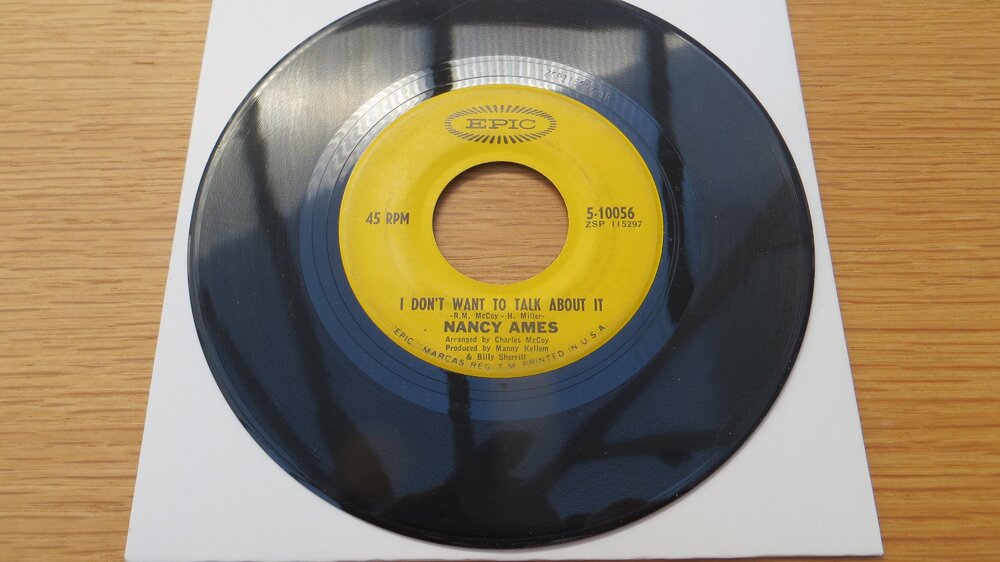 EPIC
45 RPM
5-10056
ZSP 115297
I DON'T WANT TO TALK ABOUT IT
-R.M. McCoy - H. Miller-
NANCY AMES
Arranged by Charles McCoy
Produced by Manny Kellem
& Billy Sherrill
"EPIC," MARCAS REG. T.M. PRINTED IN U.S.A.